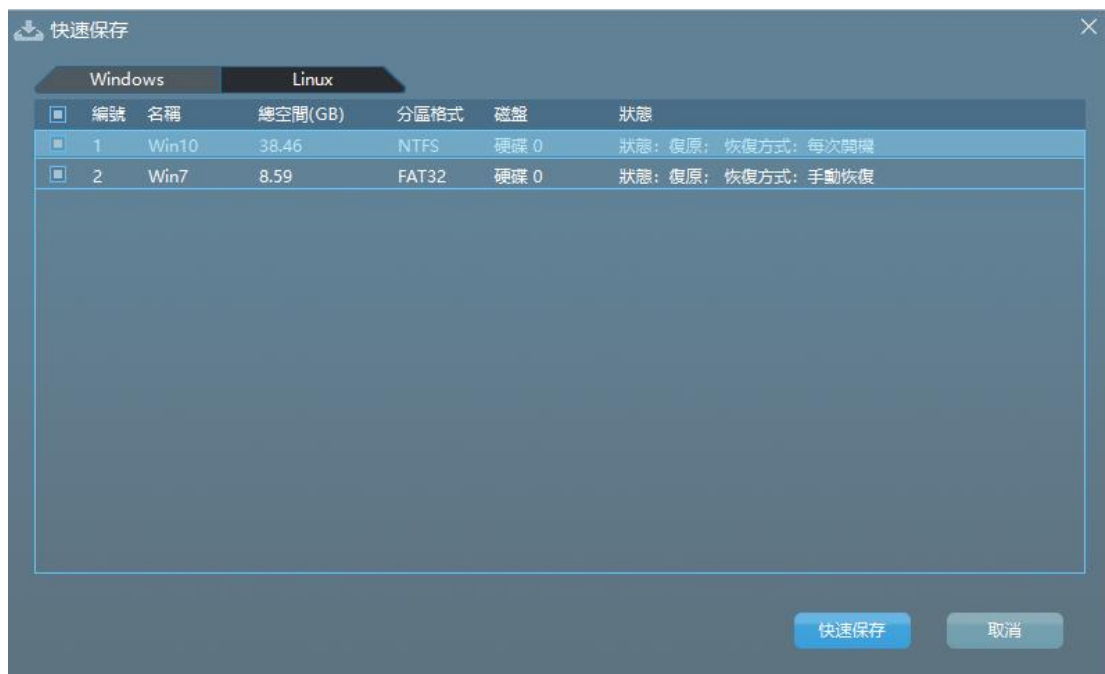 快速保存
Windows Linux
編號 名稱 總空間(GB) 分區格式 磁盤 狀態
1 Win10 38.46 NTFS 硬碟 0 狀態：復原； 恢復方式：每次開機
2 Win7 8.59 FAT32 硬碟 0 狀態：復原； 恢復方式：手動恢復
快速保存 取消